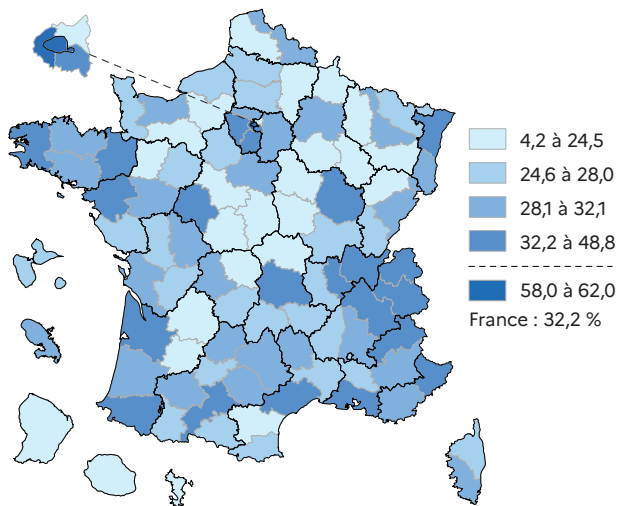 4,2 à 24,5
24,6 à 28,0
28,1 à 32,1
32,2 à 48,8
58,0 à 62,0
France : 32,2 %